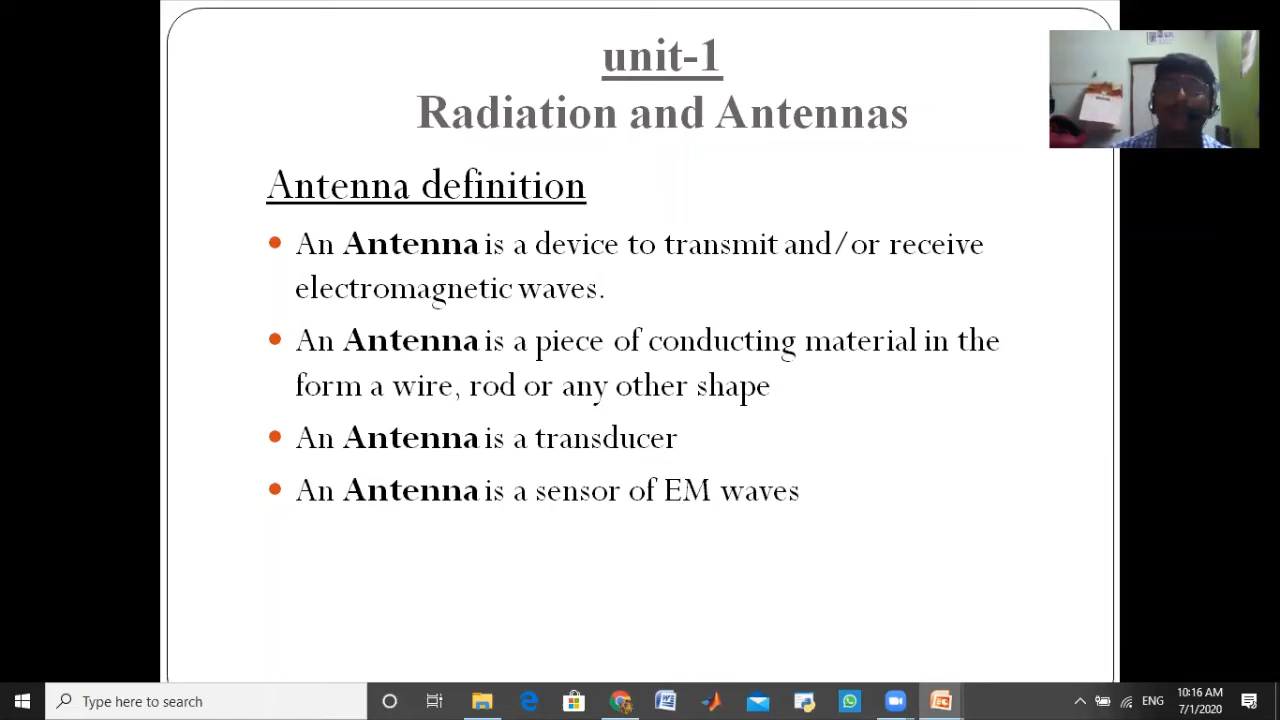 unit-1
Radiation and Antennas
Antenna definition
An Antenna is a device to transmit and/or receive
electromagnetic waves.
An Antenna is a piece of conducting material in the
form a wire, rod or any other shape
An Antenna is a transducer
An Antenna is a sensor of EM waves
Type here to search
ENG
10:16 AM
7/1/2020